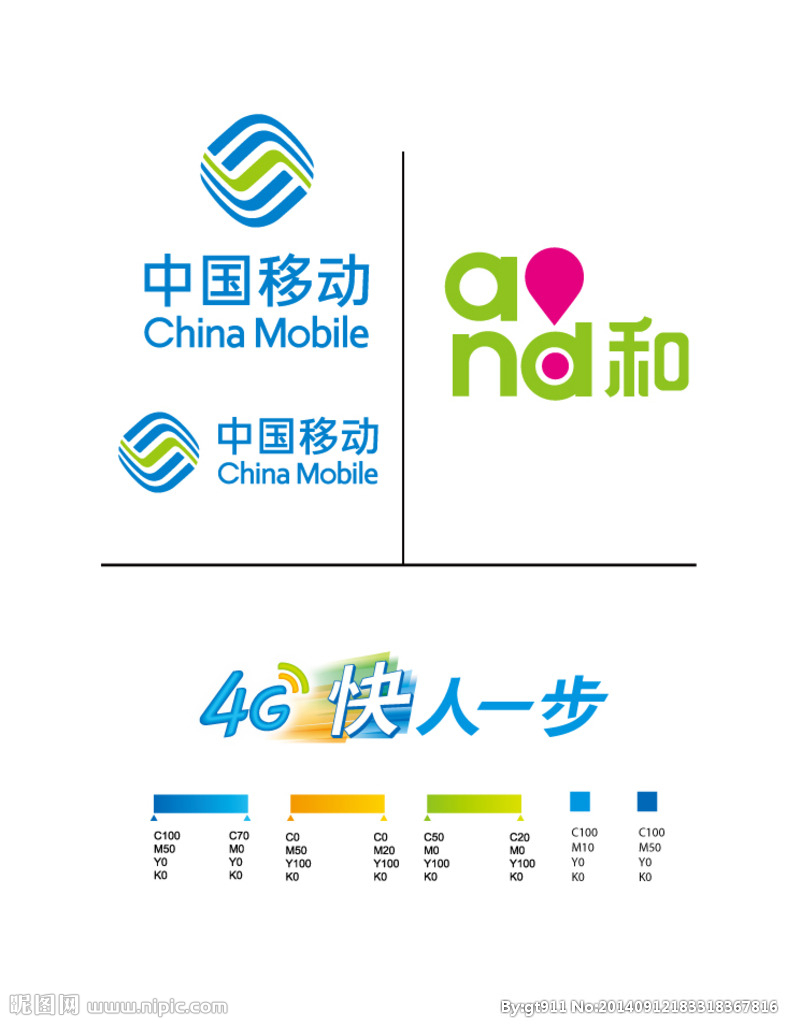 中国移动
China Mobile
and和
中国移动
China Mobile
4G快人一步
C100 C70 C0 C0 C50 C20 C100 C100
M50 M0 M50 M20 M0 M0 M10 M50
Y0 Y0 Y100 Y100 Y100 Y100 Y0 Y0
K0 K0 K0 K0 K0 K0 K0 K0
昵图网 www.nipic.com
By:gt911 No:20140912183318367816